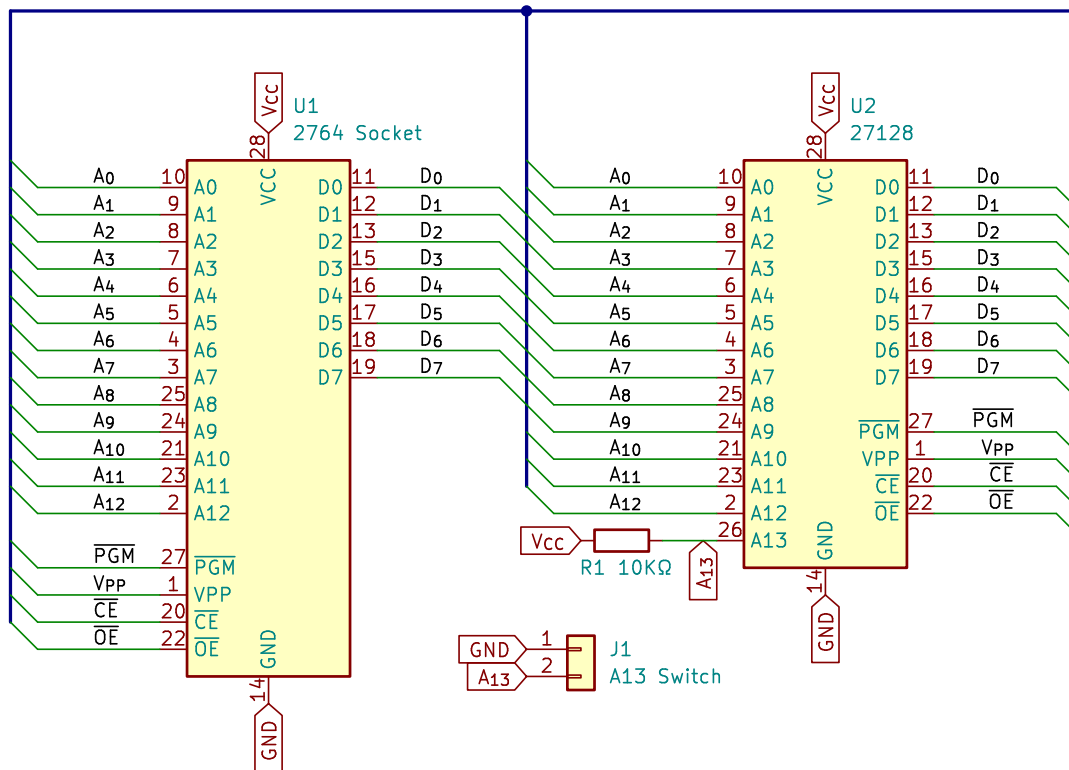 VCC
U1
2764 Socket
28
VCC
A0 10 A0
A1 9 A1
A2 8 A2
A3 7 A3
A4 6 A4
A5 5 A5
A6 4 A6
A7 3 A7
A8 25 A8
A9 24 A9
A10 21 A10
A11 23 A11
A12 2 A12
PGM 27 PGM
VPP 1 VPP
CE 20 CE
OE 22 OE
D0 11 D0
D1 12 D1
D2 13 D2
D3 15 D3
D4 16 D4
D5 17 D5
D6 18 D6
D7 19 D7
GND
14
GND
VCC
U2
27128
28
VCC
A0 10 A0
A1 9 A1
A2 8 A2
A3 7 A3
A4 6 A4
A5 5 A5
A6 4 A6
A7 3 A7
A8 25 A8
A9 24 A9
A10 21 A10
A11 23 A11
A12 2 A12
26 A13
D0 11 D0
D1 12 D1
D2 13 D2
D3 15 D3
D4 16 D4
D5 17 D5
D6 18 D6
D7 19 D7
PGM 27 PGM
VPP 1 VPP
CE 20 CE
OE 22 OE
GND
14
GND
VCC
R1 10KΩ
A13
GND 1
A13 2
J1
A13 Switch